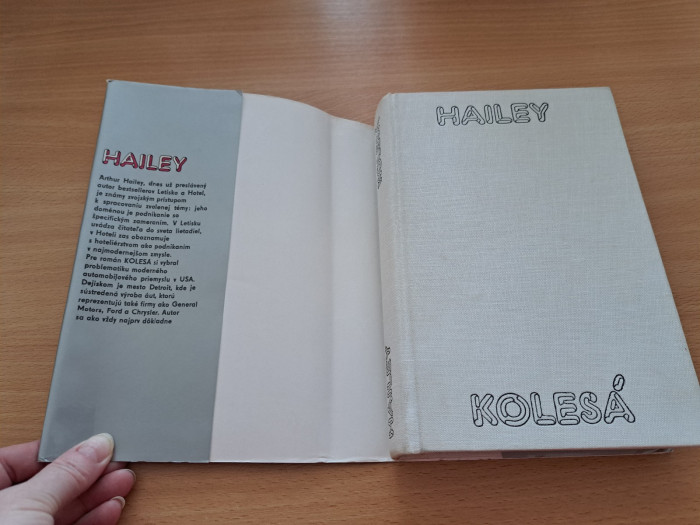 HAILEY
Arthur Hailey, dnes už preslávený
autor bestsellerov Letisko a Hotel,
je známy svojským prístupom
k spracovaniu zvolenej témy: jeho
doménou je podnikanie so
špecifickým zameraním. V Letisku
uvádza čitateľa do sveta lietadiel,
v Hoteli zas oboznamuje
s hotelierstvom ako podnikaním
v najmodernejšom zmysle.
Pre román KOLESÁ si vybral
problematiku moderného
automobilového priemyslu v USA.
Dejiskom je mesto Detroit, kde je
sústredená výroba áut, ktorú
reprezentujú také firmy ako General
Motors, Ford a Chrysler. Autor
sa ako vždy najprv dôkladne
HAILEY
KOLESÁ